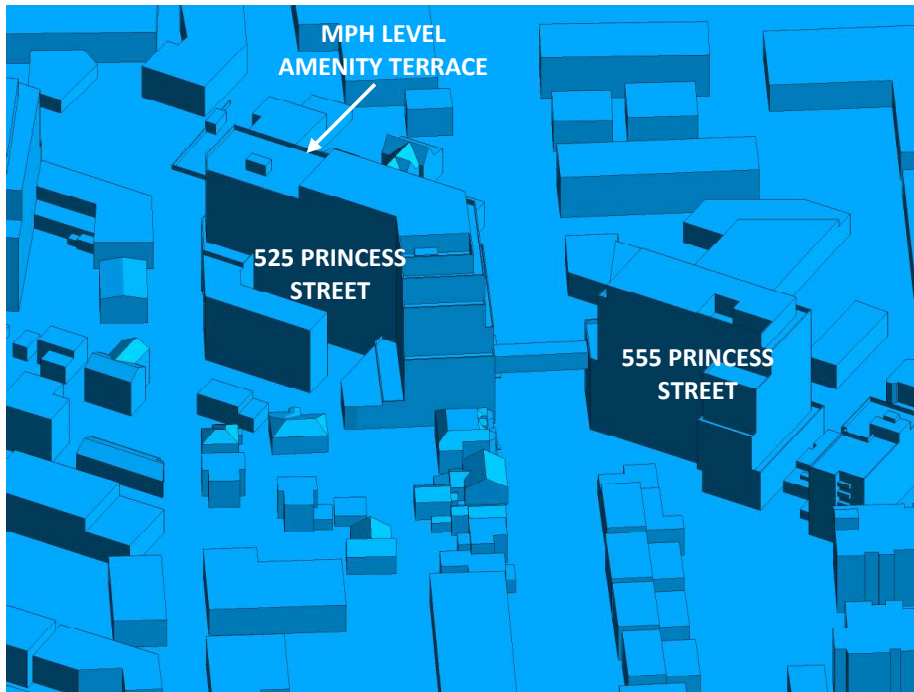 MPH LEVEL
AMENITY TERRACE
525 PRINCESS
STREET
555 PRINCESS
STREET